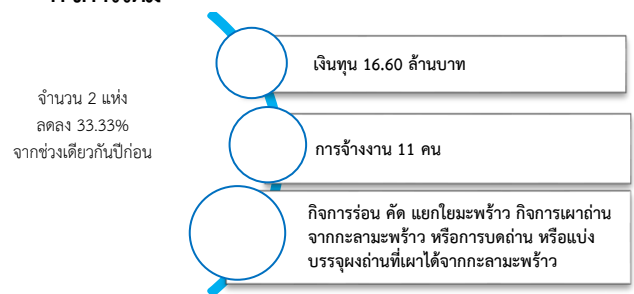 เงินทุน 16.60 ล้านบาท
จำนวน 2 แห่ง
ลดลง 33.33%
จากช่วงเดียวกันปีก่อน
การจ้างงาน 11 คน
กิจการร่อน คัด แยกใยมะพร้าว กิจการเผาถ่าน
จากกะลามะพร้าว หรือการบดถ่าน หรือแบ่ง
บรรจุผงถ่านที่เผาได้จากกะลามะพร้าว